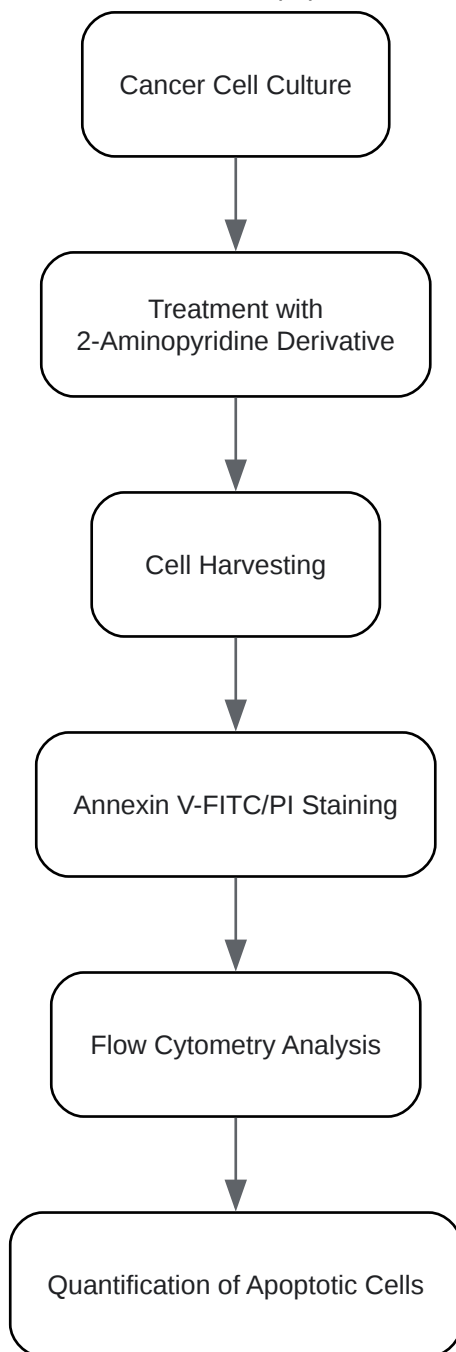 Cancer Cell Culture
Treatment with
2-Aminopyridine Derivative
Cell Harvesting
Annexin V-FITC/PI Staining
Flow Cytometry Analysis
Quantification of Apoptotic Cells